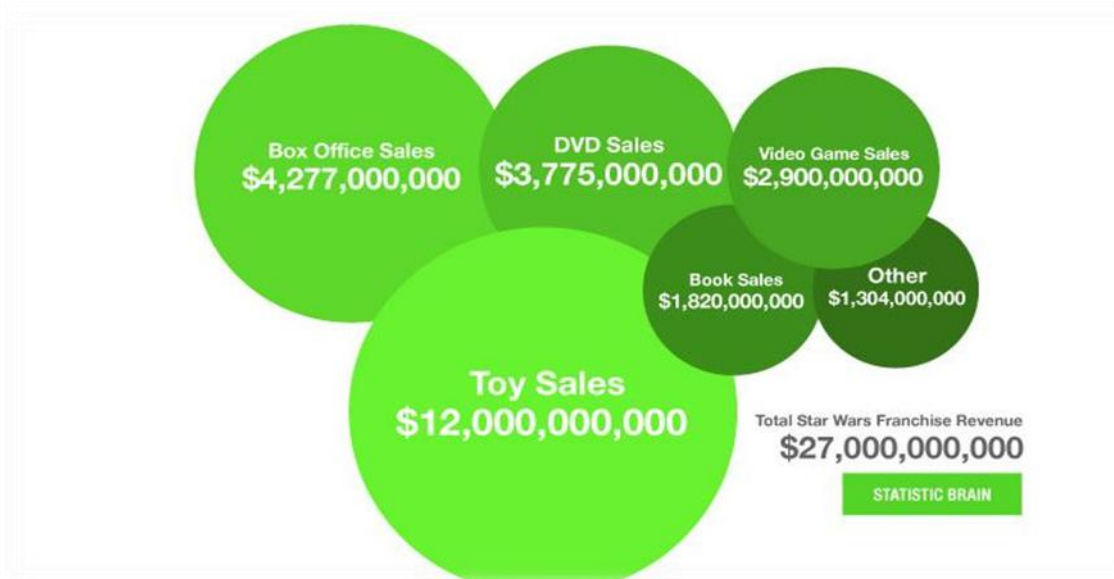 Box Office Sales
$4,277,000,000
DVD Sales
$3,775,000,000
Video Game Sales
$2,900,000,000
Book Sales
$1,820,000,000
Other
$1,304,000,000
Toy Sales
$12,000,000,000
Total Star Wars Franchise Revenue
$27,000,000,000
STATISTIC BRAIN